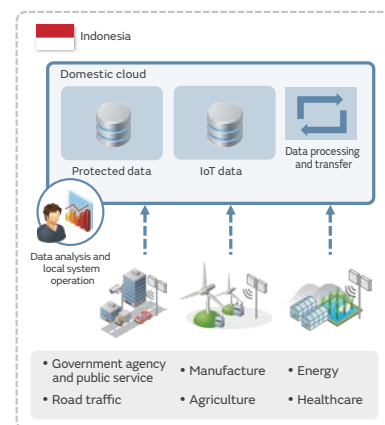 Indonesia
Domestic cloud
Protected data
IoT data
Data processing
and transfer
Data analysis and
local system
operation
• Government agency
and public service
• Manufacture
• Energy
• Road traffic
• Agriculture
• Healthcare